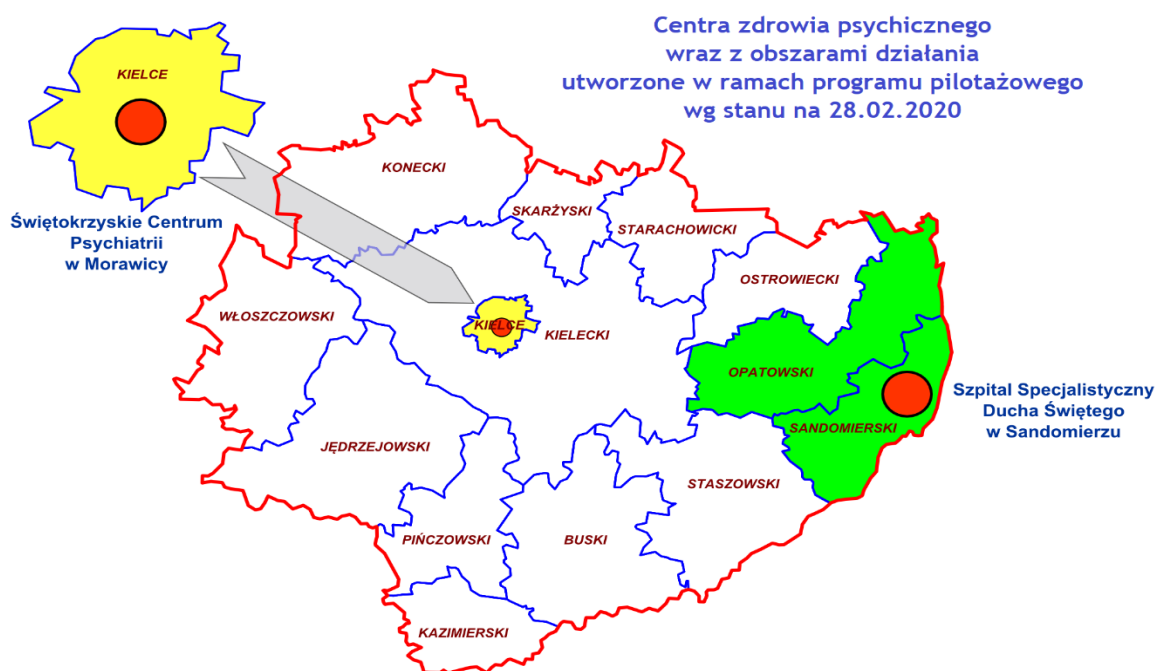 Centra zdrowia psychicznego
wraz z obszarami działania
utworzone w ramach programu pilotażowego
wg stanu na 28.02.2020
KIELCE
Świętokrzyskie Centrum
Psychiatrii
w Morawicy
KONECKI
SKARŻYSKI
STARACHOWICKI
OSTROWIECKI
WŁOSZCZOWSKI
KIELCE
KIELECKI
OPATOWSKI
Szpital Specjalistyczny
Ducha Świętego
w Sandomierzu
SANDOMIERSKI
JĘDRZEJOWSKI
STASZOWSKI
PIŃCZOWSKI
BUSKI
KAZIMIERSKI